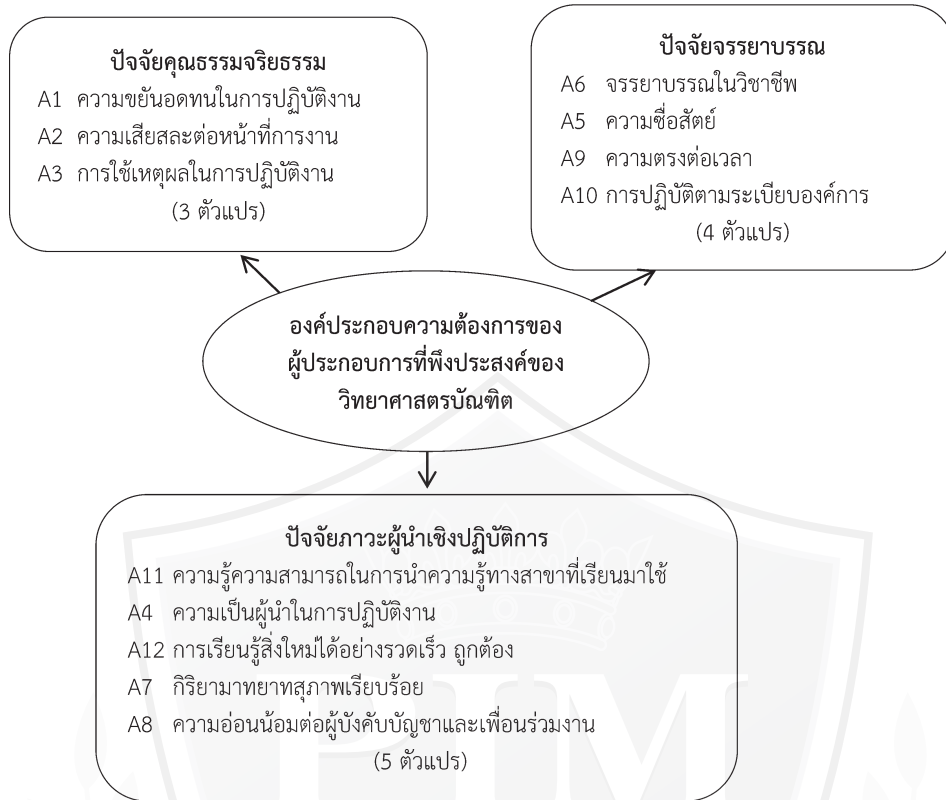 ปัจจัยคุณธรรมจริยธรรม
A1 ความขยันอดทนในการปฏิบัติงาน
A2 ความเสียสละต่อหน้าที่การงาน
A3 การใช้เหตุผลในการปฏิบัติงาน
(3 ตัวแปร)
ปัจจัยจรรยาบรรณ
A6 จรรยาบรรณในวิชาชีพ
A5 ความซื่อสัตย์
A9 ความตรงต่อเวลา
A10 การปฏิบัติตามระเบียบองค์การ
(4 ตัวแปร)
องค์ประกอบความต้องการของ
ผู้ประกอบการที่พึงประสงค์ของ
วิทยาศาสตรบัณฑิต
ปัจจัยภาวะผู้นำเชิงปฏิบัติการ
A11 ความรู้ความสามารถในการนำความรู้ทางสาขาที่เรียนมาใช้
A4 ความเป็นผู้นำในการปฏิบัติงาน
A12 การเรียนรู้สิ่งใหม่ได้อย่างรวดเร็ว ถูกต้อง
A7 กิริยามาทยาทสุภาพเรียบร้อย
A8 ความอ่อนน้อมต่อผู้บังคับบัญชาและเพื่อนร่วมงาน
(5 ตัวแปร)
PIM